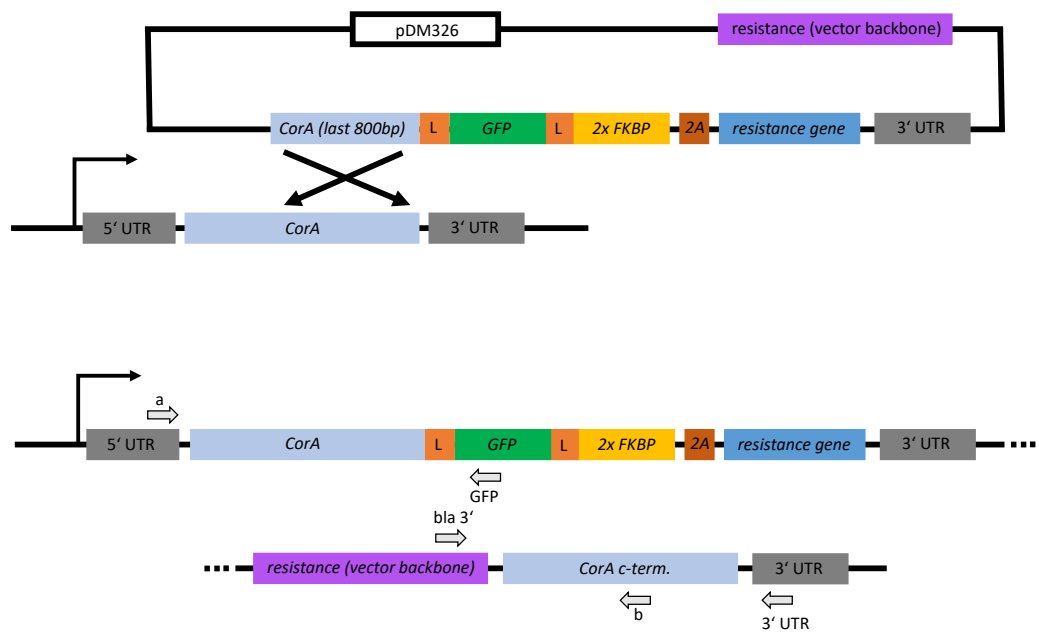 pDM326
resistance (vector backbone)
CorA (last 800bp)
L
GFP
L
2x FKBP
2A
resistance gene
3‘ UTR
5‘ UTR
CorA
3‘ UTR
a
5‘ UTR
CorA
L
GFP
L
2x FKBP
2A
resistance gene
3‘ UTR
GFP
bla 3‘
resistance (vector backbone)
CorA c-term.
3‘ UTR
b
3‘ UTR